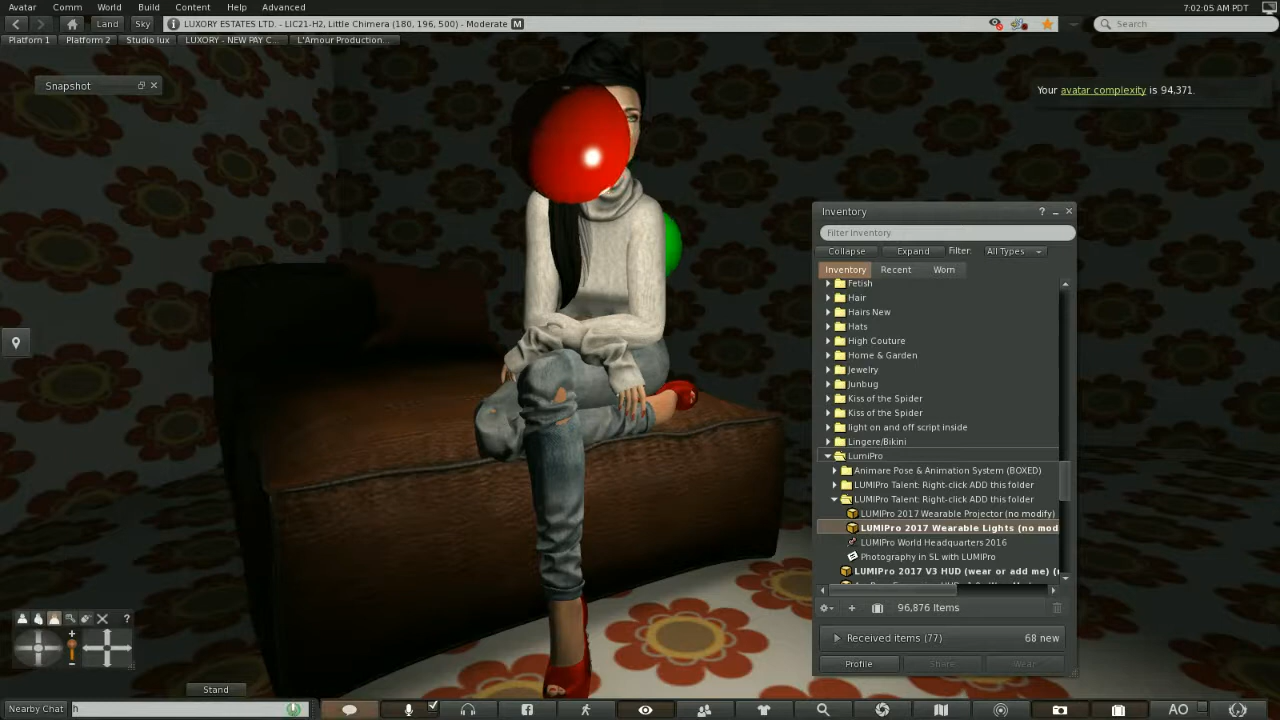 Avatar Comm World Build Content Help Advanced 7:02:05 AM PDT
Land Sky LUXORY ESTATES LTD. - LIC21-H2, Little Chimera (180, 196, 500) - Moderate M Search
Platforn 1 Platform 2 Studio lux LUXORY - NEW PAY C... L'Amour Production...
Snapshot
Your avatar complexity is 94,371.
Inventory ?
Filter Inventory
Collapse Expand Filter: All Types
Inventory Recent Worn
Fetish
Hair
Hairs New
Hats
High Couture
Home & Garden
Jewelry
Junbug
Kiss of the Spider
Kiss of the Spider
light on and off script inside
Lingere/Bikini
LumiPro
Animare Pose & Animation System (BOXED)
LUMIPro Talent: Right-click ADD this folder
LUMIPro Talent: Right-click ADD this folder
LUMIPro 2017 Wearable Projector (no modify)
LUMIPro 2017 Wearable Lights (no mod
LUMIPro World Headquarters 2016
Photography in SL with LUMIPro
LUMIPro 2017 V3 HUD (wear or add me) (
96,876 Items
Received items (77) 68 new
Profile Share Wear
?
Stand
Nearby Chat h AO